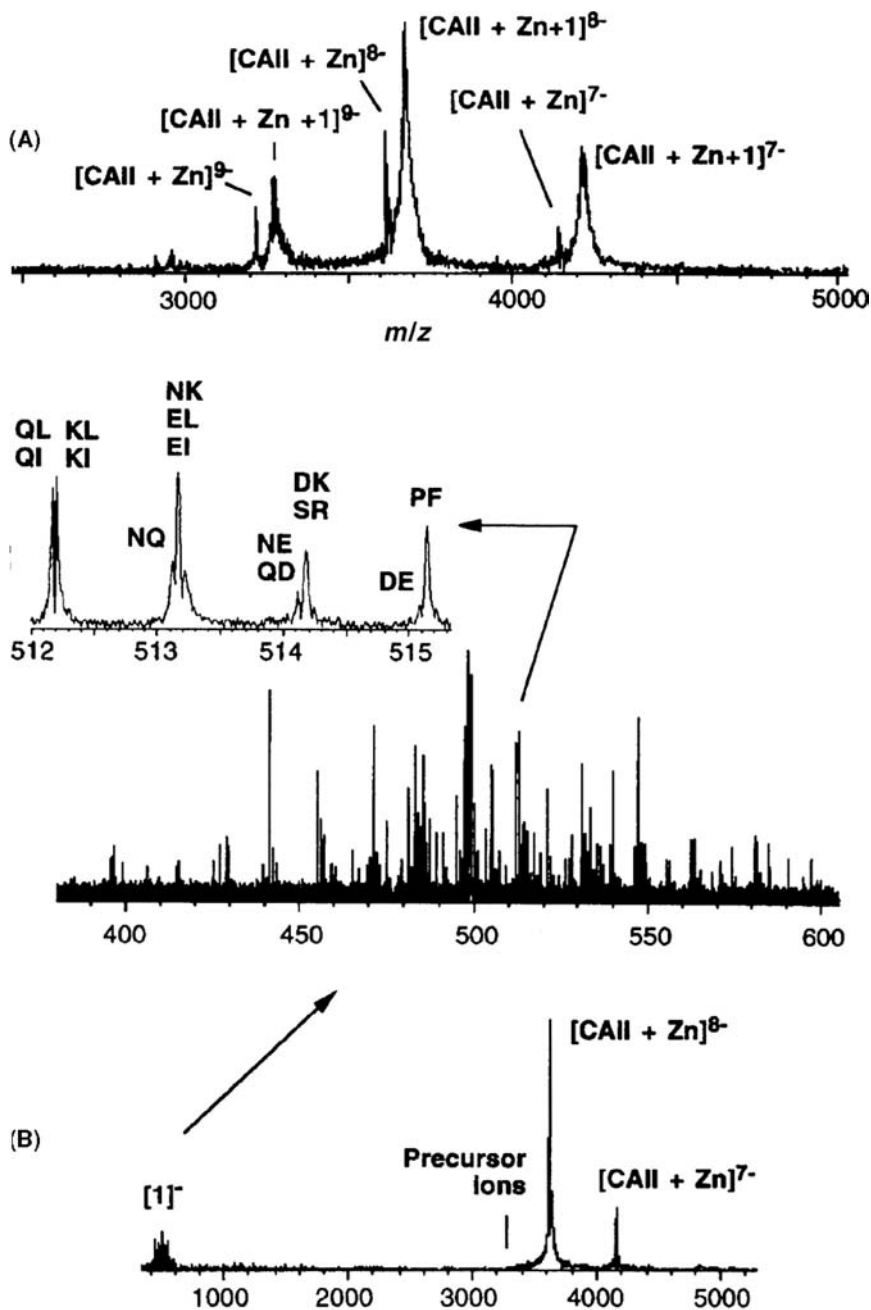 [CAII + Zn+1]8-
[CAII + Zn]8-
[CAII + Zn]7-
[CAII + Zn +1]9-
(A)
[CAII + Zn+1]7-
[CAII + Zn]9-
3000 4000 5000
m/z
NK
QL KL EL
QI KI EI
DK
SR PF
NQ NE
QD DE
512 513 514 515
400 450 500 550 600
[CAII + Zn]8-
(B)
Precursor
ions
[CAII + Zn]7-
[1]-
1000 2000 3000 4000 5000